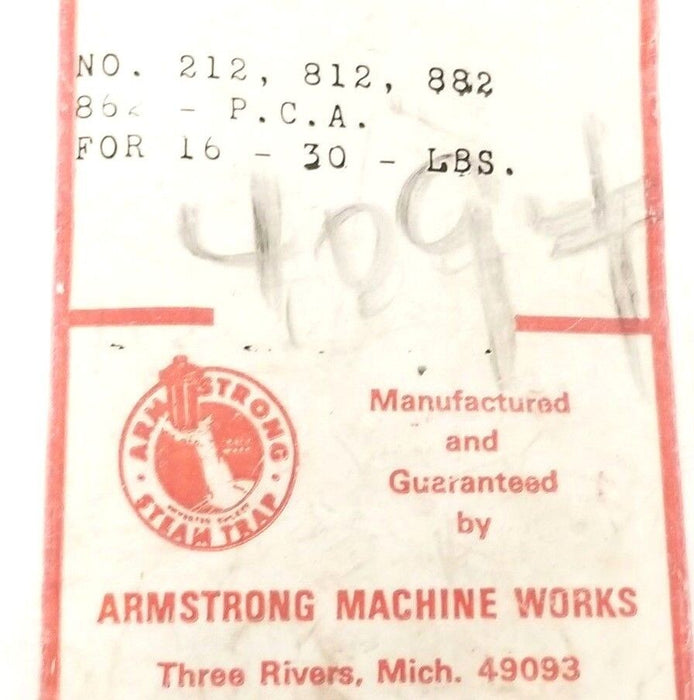 NO. 212, 812, 882
862 - P.C.A.
FOR 16 - 30 - LBS.
ARMSTRONG
STEAM TRAP
Manufactured
and
Guaranteed
by
ARMSTRONG MACHINE WORKS
Three Rivers, Mich. 49093